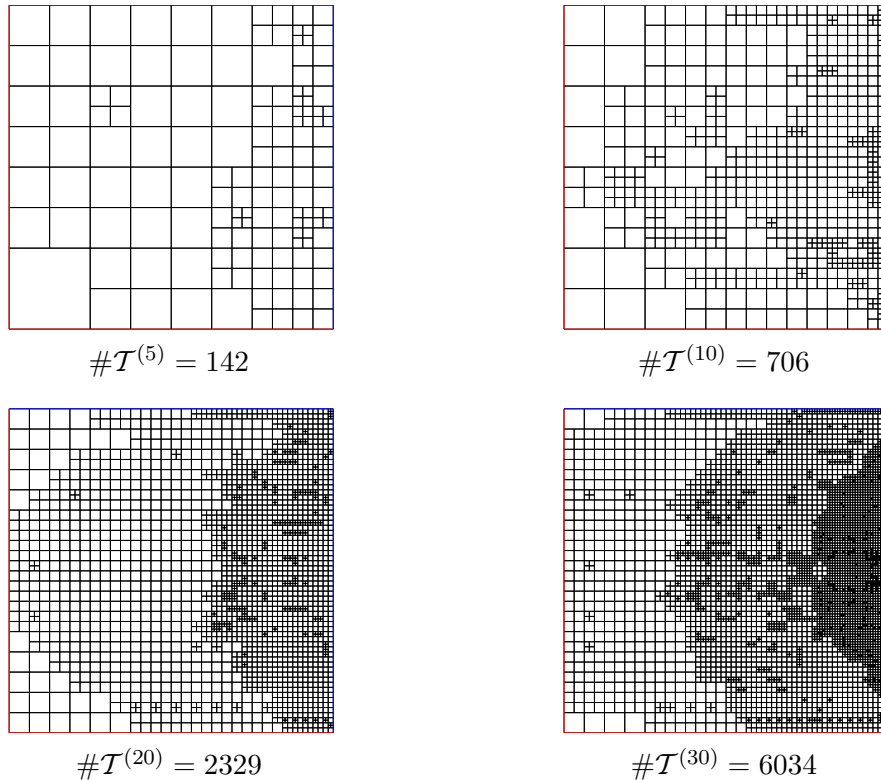 #𝒯^(5) = 142
#𝒯^(10) = 706
#𝒯^(20) = 2329
#𝒯^(30) = 6034